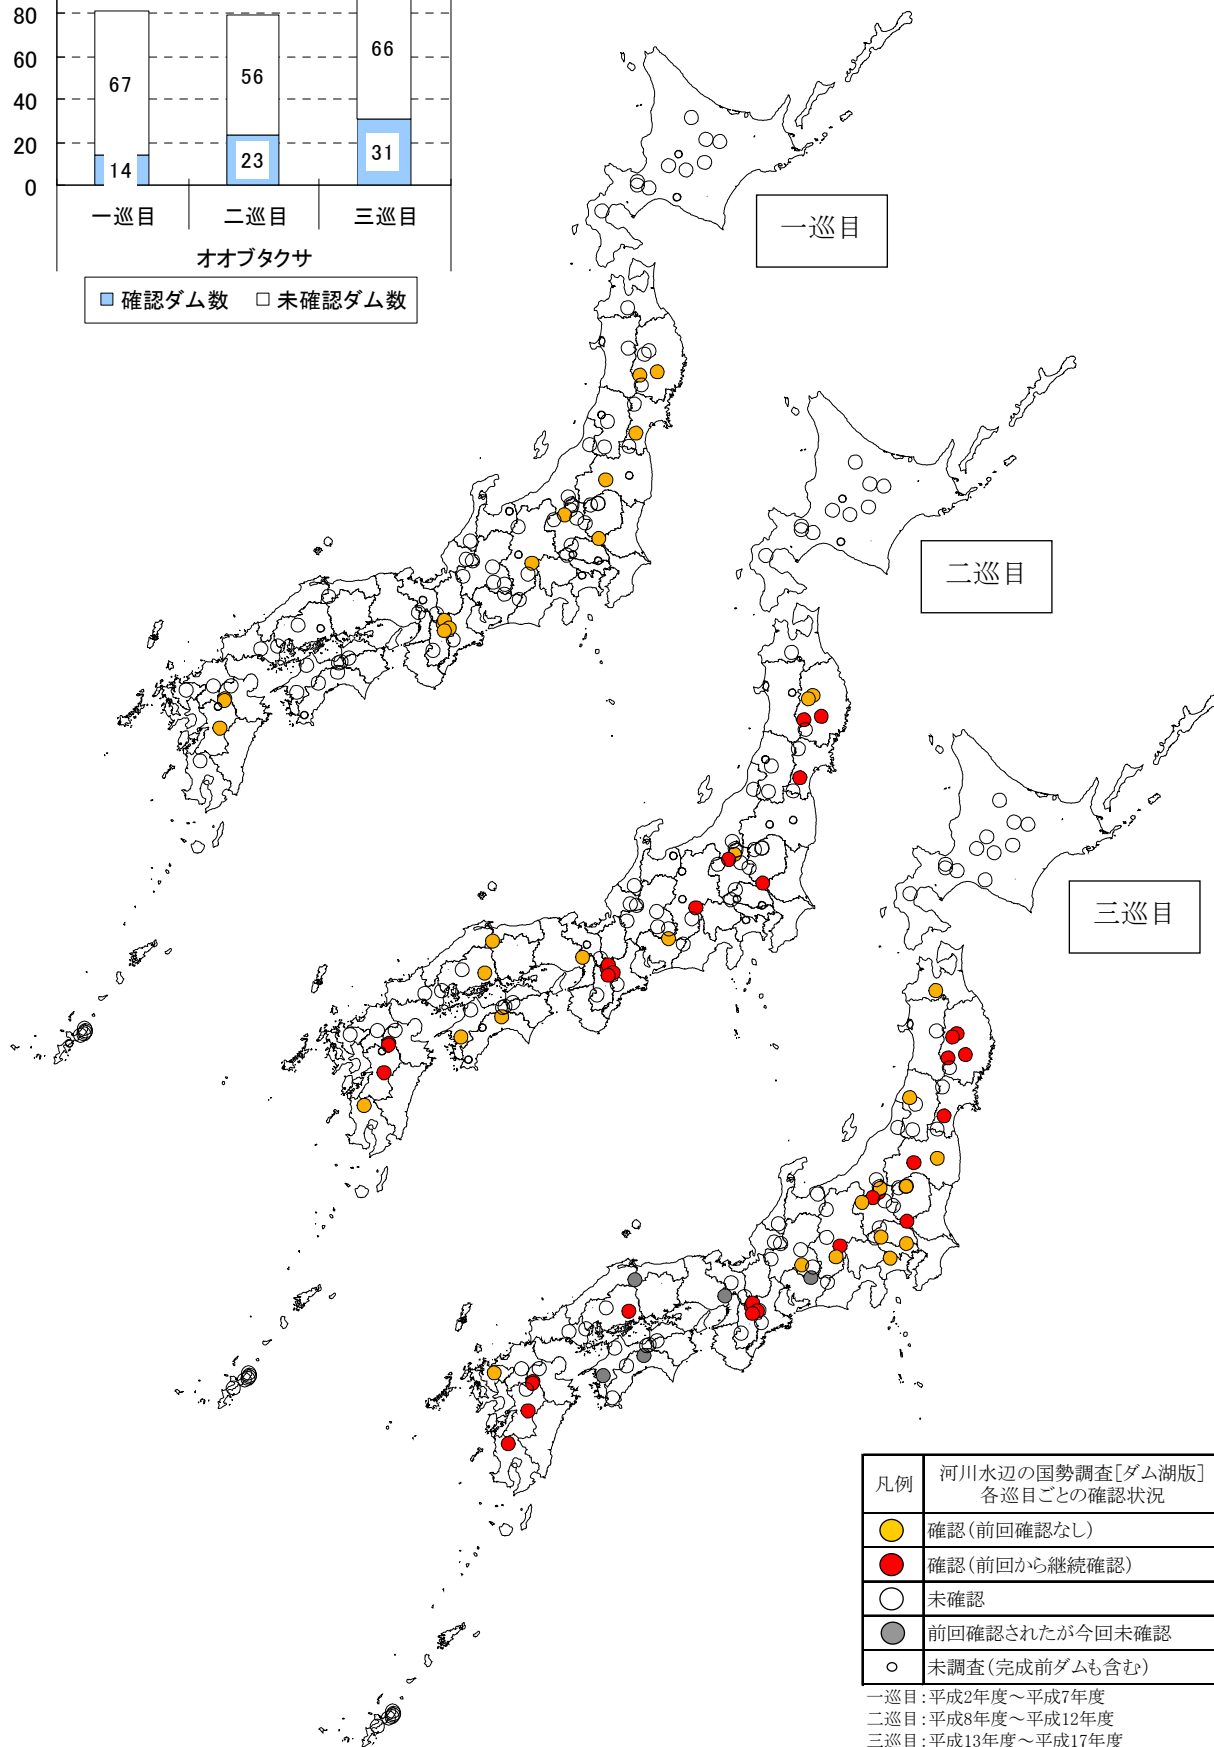 80
60
40
20
0
67
56
66
14
23
31
一巡目
二巡目
三巡目
オオブタクサ
確認ダム数
未確認ダム数
一巡目
二巡目
三巡目
凡例
河川水辺の国勢調査[ダム湖版]
各巡目ごとの確認状況
確認(前回確認なし)
確認(前回から継続確認)
未確認
前回確認されたが今回未確認
未調査(完成前ダムも含む)
一巡目:平成2年度～平成7年度
二巡目:平成8年度～平成12年度
三巡目:平成13年度～平成17年度